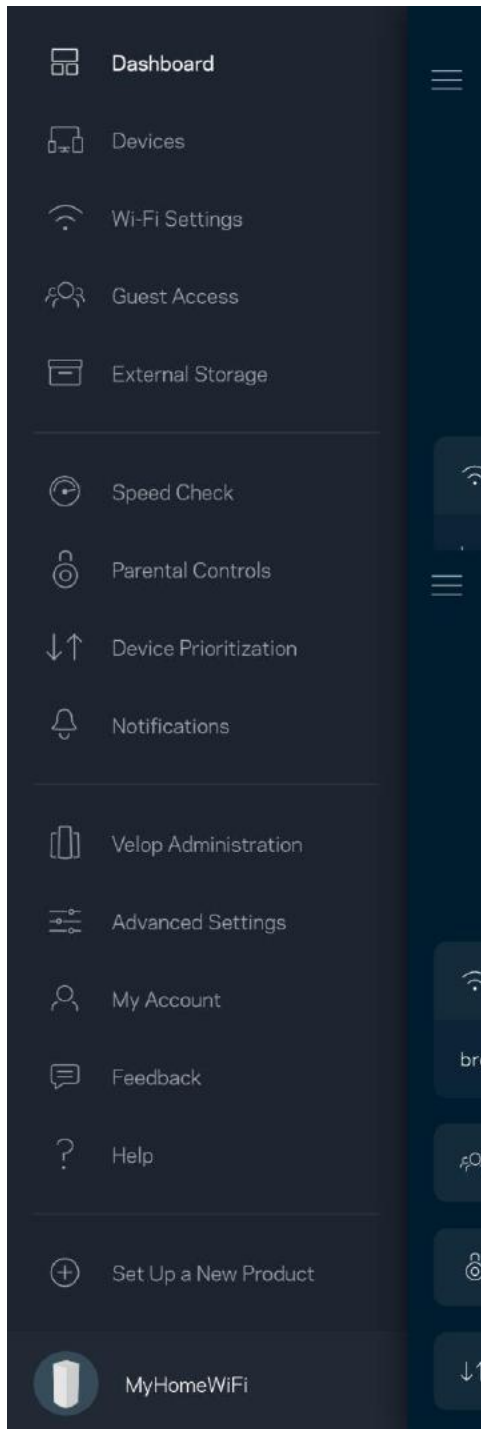 Dashboard
Devices
Wi-Fi Settings
Guest Access
External Storage
Speed Check
Parental Controls
Device Prioritization
Notifications
Velop Administration
Advanced Settings
My Account
Feedback
Help
Set Up a New Product
MyHomeWiFi